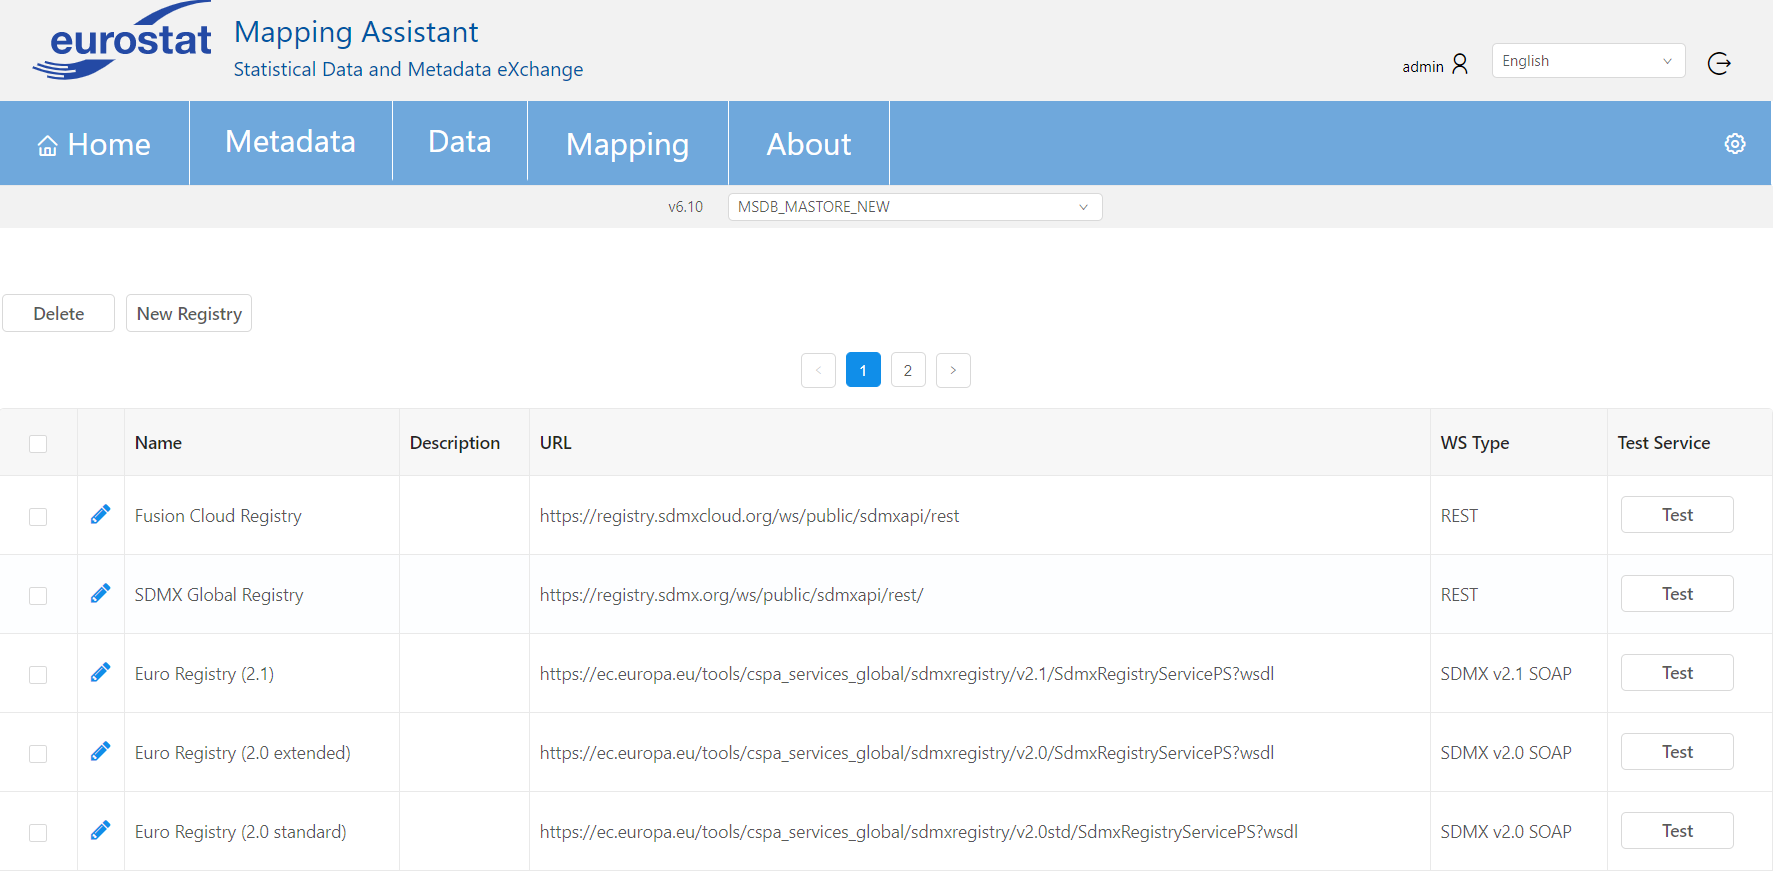 eurostat
Mapping Assistant
Statistical Data and Metadata eXchange
admin
English
Home
Metadata
Data
Mapping
About
v6.10
MSDB_MASTORE_NEW
Delete
New Registry
< 1 2 >
Name Description URL WS Type Test Service
Fusion Cloud Registry https://registry.sdmxcloud.org/ws/public/sdmxapi/rest REST Test
SDMX Global Registry https://registry.sdmx.org/ws/public/sdmxapi/rest/ REST Test
Euro Registry (2.1) https://ec.europa.eu/tools/cspa_services_global/sdmxregistry/v2.1/SdmxRegistryServicePS?wsdl SDMX v2.1 SOAP Test
Euro Registry (2.0 extended) https://ec.europa.eu/tools/cspa_services_global/sdmxregistry/v2.0/SdmxRegistryServicePS?wsdl SDMX v2.0 SOAP Test
Euro Registry (2.0 standard) https://ec.europa.eu/tools/cspa_services_global/sdmxregistry/v2.0std/SdmxRegistryServicePS?wsdl SDMX v2.0 SOAP Test